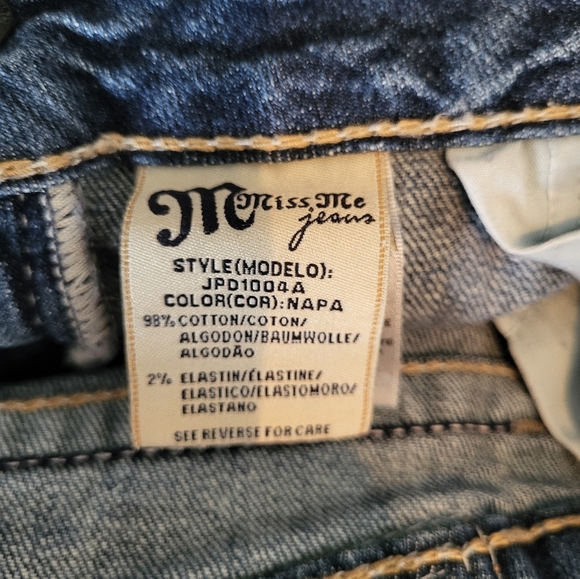 M Miss Me
jeans
STYLE(MODELO):
JPD1004A
COLOR(COR):NAPA
98% COTTON/COTON/
ALGODON/BAUMWOLLE/
ALGODÃO
2% ELASTIN/ÉLASTINE/
ELASTICO/ELASTOMORO/
ELASTANO
SEE REVERSE FOR CARE